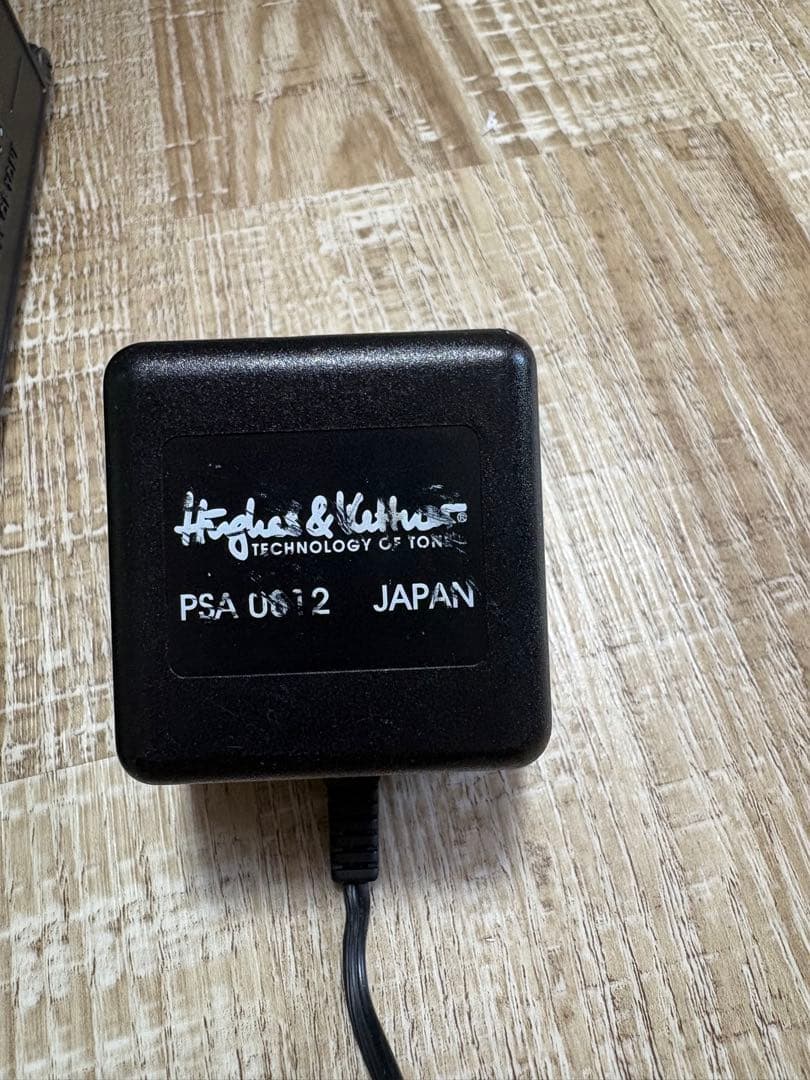 Hughes & Kettner®
TECHNOLOGY OF TONE
PSA 0612 JAPAN